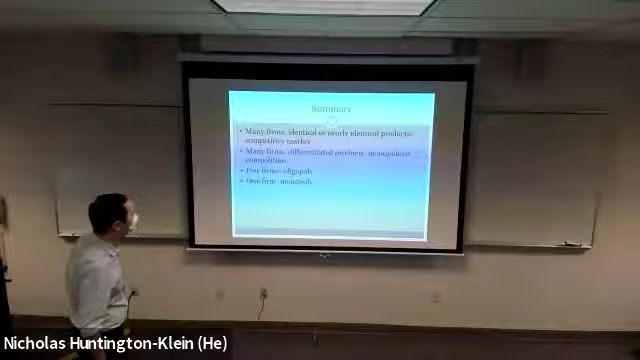 Summary
• Many firms, identical or nearly identical products:
competitive market
• Many firms, differentiated products: monopolistic
competition
• Few firms: oligopoly
• One firm: monopoly
Nicholas Huntington-Klein (He)